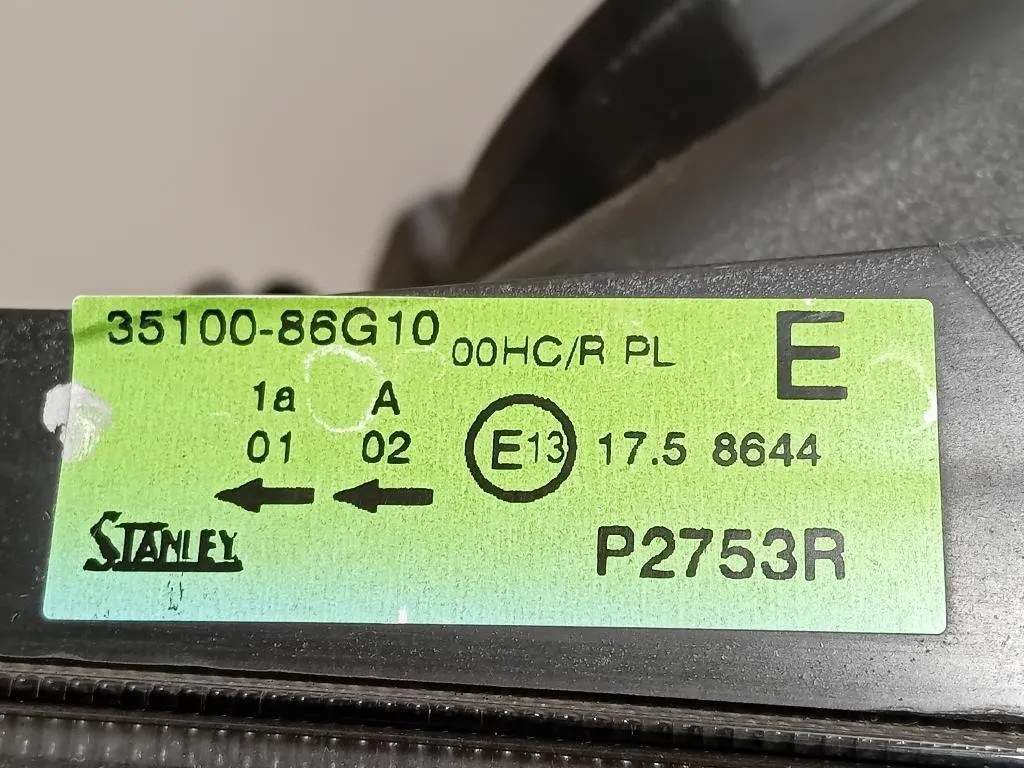 35100-86G10 00HC/R PL E
1a A
01 02 E13 17.5 8644
STANLEY P2753R